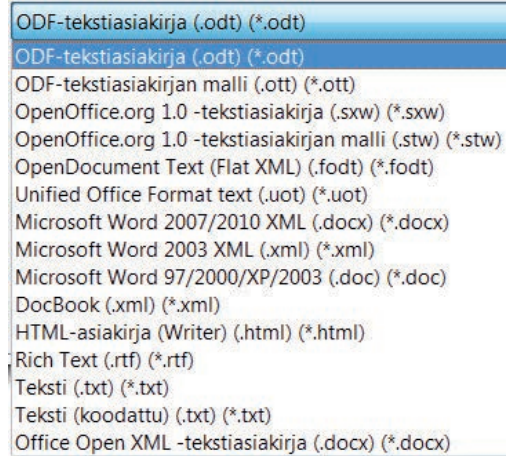 ODF-tekstiasiakirja (.odt) (*.odt)
ODF-tekstiasiakirja (.odt) (*.odt)
ODF-tekstiasiakirjan malli (.ott) (*.ott)
OpenOffice.org 1.0 -tekstiasiakirja (.sxw) (*.sxw)
OpenOffice.org 1.0 -tekstiasiakirjan malli (.stw) (*.stw)
OpenDocument Text (Flat XML) (.fodt) (*.fodt)
Unified Office Format text (.uot) (*.uot)
Microsoft Word 2007/2010 XML (.docx) (*.docx)
Microsoft Word 2003 XML (.xml) (*.xml)
Microsoft Word 97/2000/XP/2003 (.doc) (*.doc)
DocBook (.xml) (*.xml)
HTML-asiakirja (Writer) (.html) (*.html)
Rich Text (.rtf) (*.rtf)
Teksti (.txt) (*.txt)
Teksti (koodattu) (.txt) (*.txt)
Office Open XML -tekstiasiakirja (.docx) (*.docx)